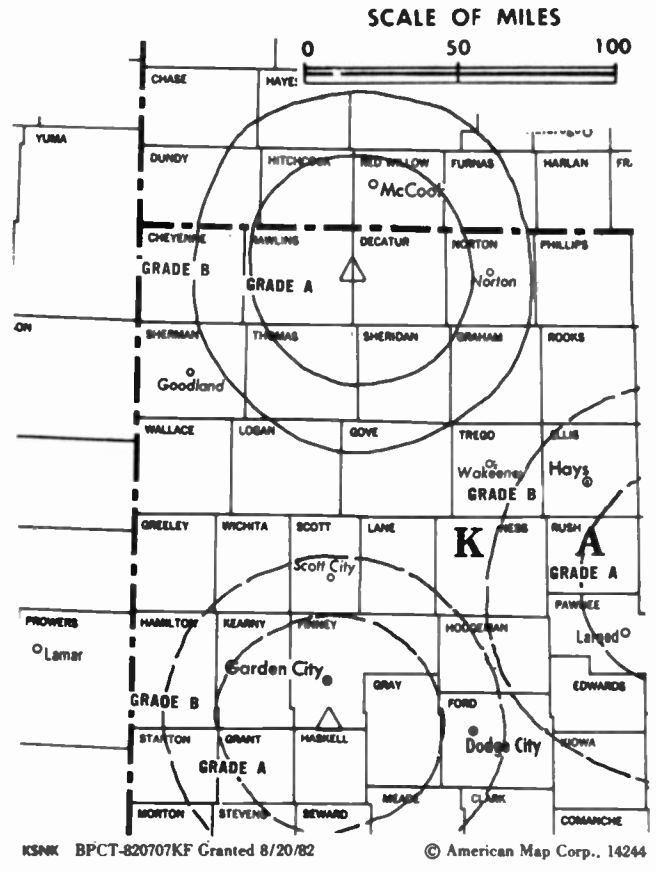 SCALE OF MILES
0 50 100
CHASE
YUMA
DUNDY HITCHCOCK RED WILLOW FURNAS HARLAN FR.
McCook
CHEYENNE RAWLINS DECATUR NORTON PHILLIPS
GRADE B
GRADE A
Norton
SHERMAN THOMAS SHERIDAN GRAHAM ROOKS
Goodland
WALLACE LOGAN GOVE TREGO ELLIS
Wakeeney Hays
GRADE B
GREELEY WICHITA SCOTT LANE NESS RUSH
K A
Scott City
GRADE A
PAWNEE
PROWERS HAMILTON KEARNY FINNEY HODGEMAN
Larned
Lamar
Garden City
GRAY EDWARDS
GRADE B
FORD
STANTON GRANT HASKELL
Dodge City
KIOWA
GRADE A
MEADE CLARK
MORTON STEVENS SEWARD
COMANCHE
KSNK BPCT-820707KF Granted 8/20/82 © American Map Corp., 14244